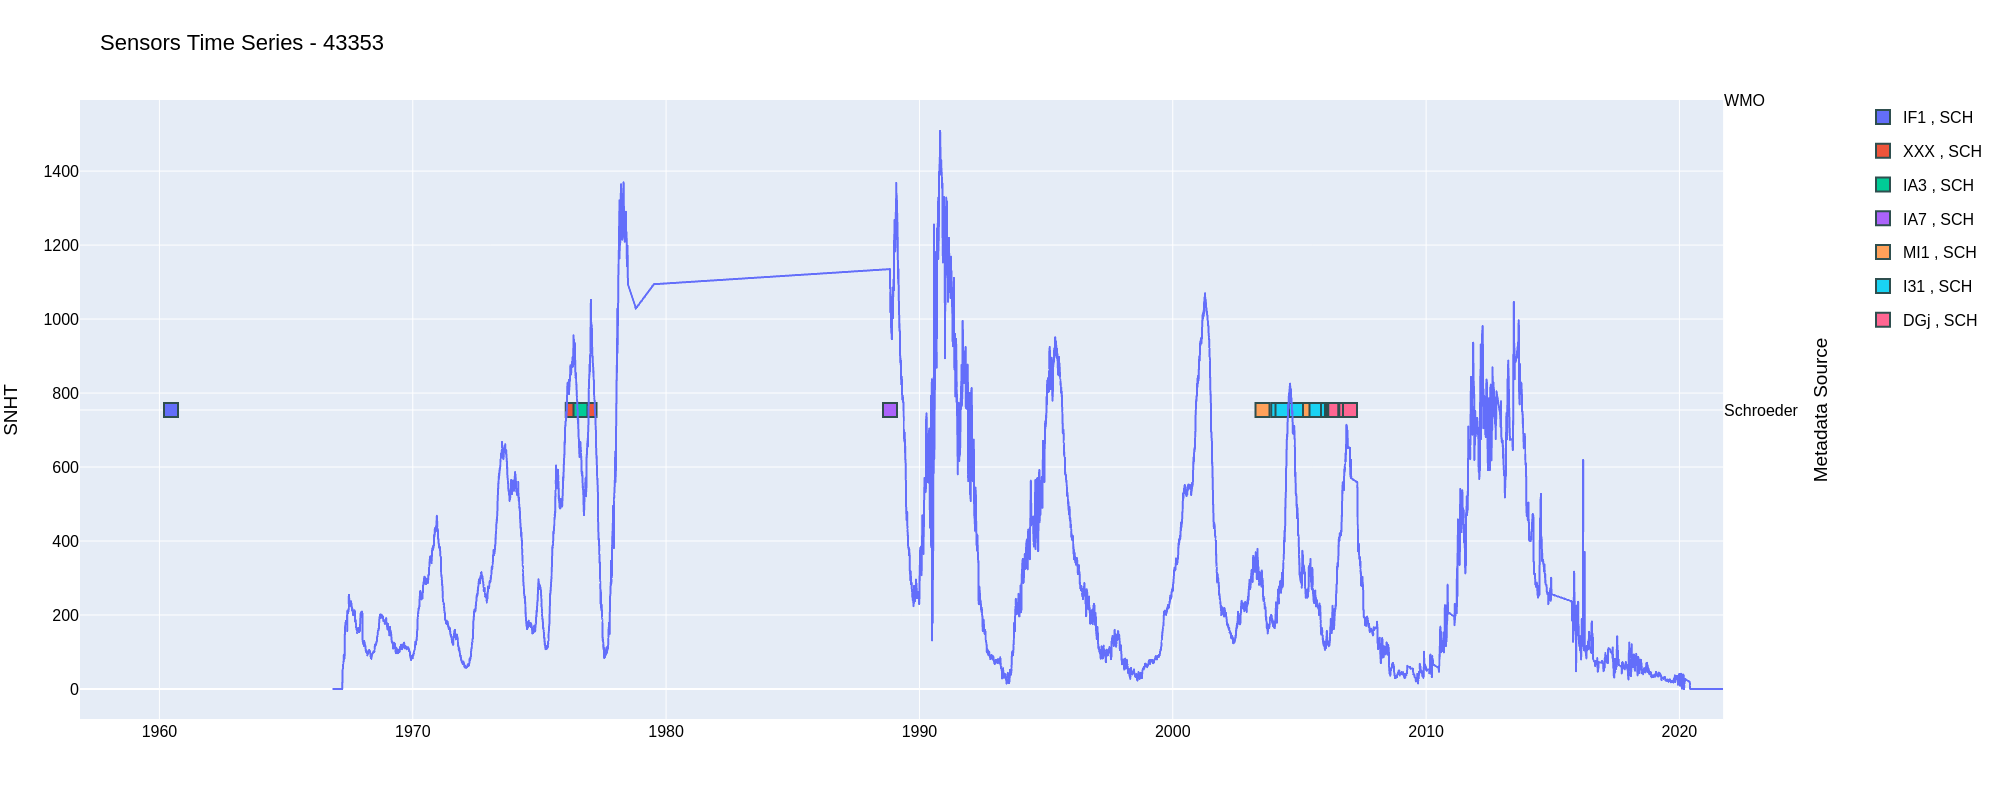 Sensors Time Series - 43353
SNHT
1400
1200
1000
800
600
400
200
0
1960
1970
1980
1990
2000
2010
2020
WMO
Schroeder
Metadata Source
IF1 , SCH
XXX , SCH
IA3 , SCH
IA7 , SCH
MI1 , SCH
I31 , SCH
DGj , SCH